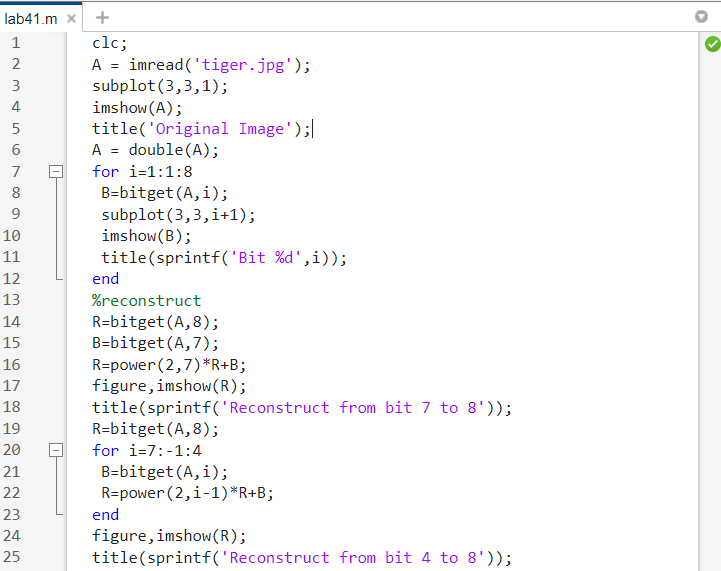 lab41.m × +
1 clc;
2 A = imread('tiger.jpg');
3 subplot(3,3,1);
4 imshow(A);
5 title('Original Image');
6 A = double(A);
7 for i=1:1:8
8 B=bitget(A,i);
9 subplot(3,3,i+1);
10 imshow(B);
11 title(sprintf('Bit %d',i));
12 end
13 %reconstruct
14 R=bitget(A,8);
15 B=bitget(A,7);
16 R=power(2,7)*R+B;
17 figure,imshow(R);
18 title(sprintf('Reconstruct from bit 7 to 8'));
19 R=bitget(A,8);
20 for i=7:-1:4
21 B=bitget(A,i);
22 R=power(2,i-1)*R+B;
23 end
24 figure,imshow(R);
25 title(sprintf('Reconstruct from bit 4 to 8'));